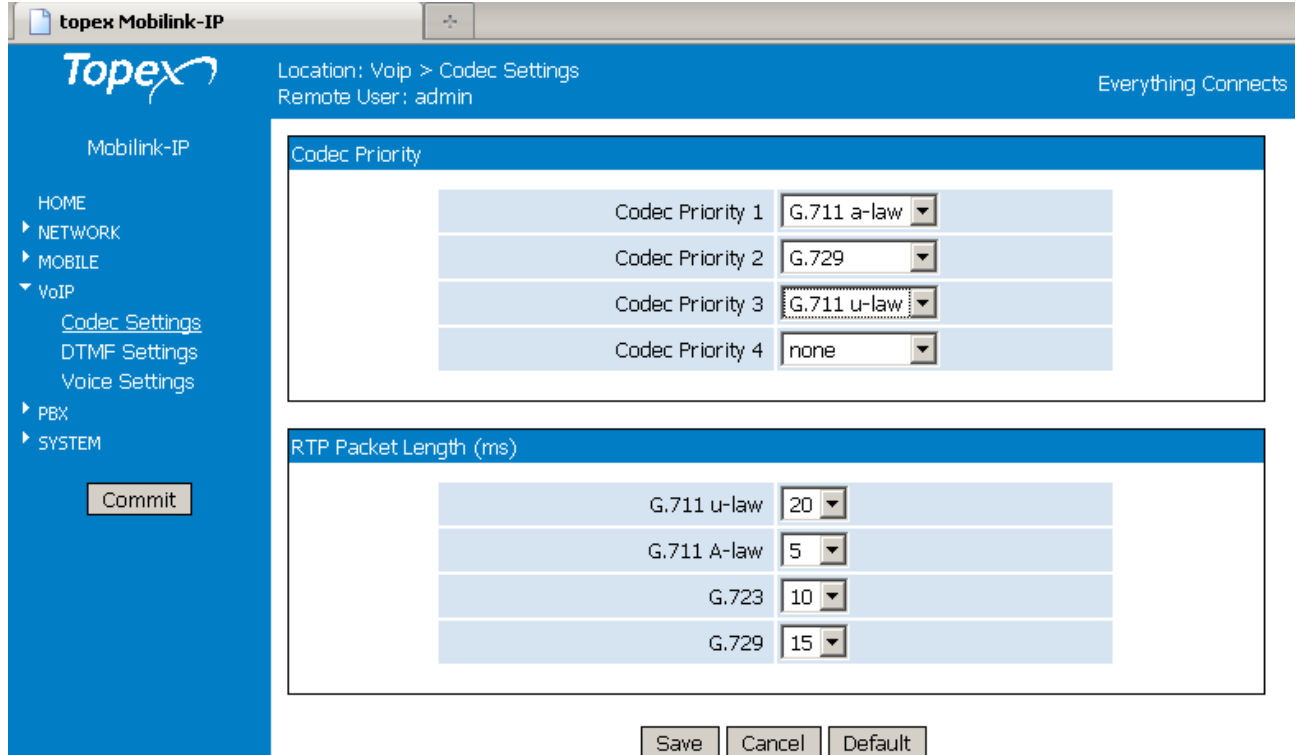 topex Mobilink-IP
Topex
Location: Voip > Codec Settings
Remote User: admin
Everything Connects
Mobilink-IP
HOME
NETWORK
MOBILE
VoIP
Codec Settings
DTMF Settings
Voice Settings
PBX
SYSTEM
Commit
Codec Priority
Codec Priority 1 G.711 a-law
Codec Priority 2 G.729
Codec Priority 3 G.711 u-law
Codec Priority 4 none
RTP Packet Length (ms)
G.711 u-law 20
G.711 A-law 5
G.723 10
G.729 15
Save Cancel Default